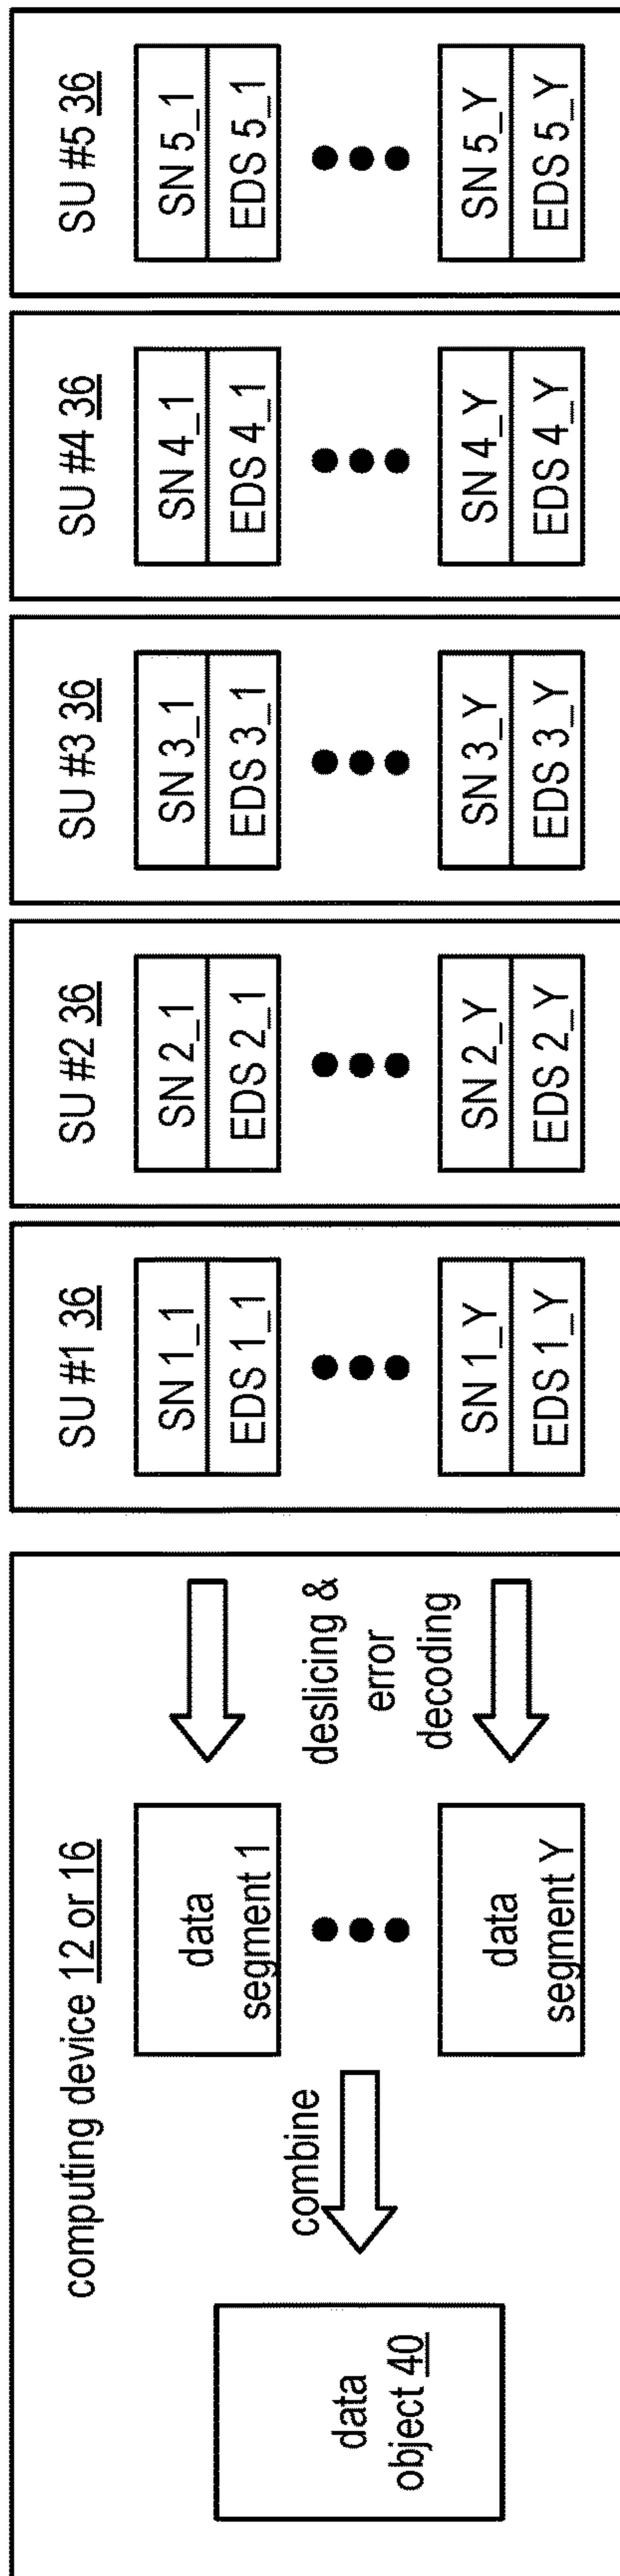 computing device 12 or 16
data
object 40
combine
data
segment 1
data
segment Y
deslicing &
error
decoding
SU #1 36
SN 1_1
EDS 1_1
SN 1_Y
EDS 1_Y
SU #2 36
SN 2_1
EDS 2_1
SN 2_Y
EDS 2_Y
SU #3 36
SN 3_1
EDS 3_1
SN 3_Y
EDS 3_Y
SU #4 36
SN 4_1
EDS 4_1
SN 4_Y
EDS 4_Y
SU #5 36
SN 5_1
EDS 5_1
SN 5_Y
EDS 5_Y